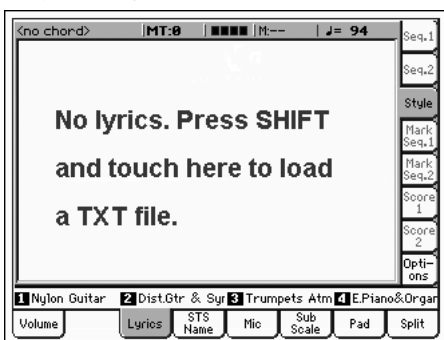 <no chord> |MT:0 | |M:-- | ♩= 94
Seq.1
Seq.2
Style
Mark
Seq.1
Mark
Seq.2
Score
1
Score
2
Opti-
ons
No lyrics. Press SHIFT
and touch here to load
a TXT file.
1 Nylon Guitar 2 Dist.Gtr & Syr 3 Trumpets Atm 4 E.Piano&Organ
Volume Lyrics STS Name Mic Sub Scale Pad Split